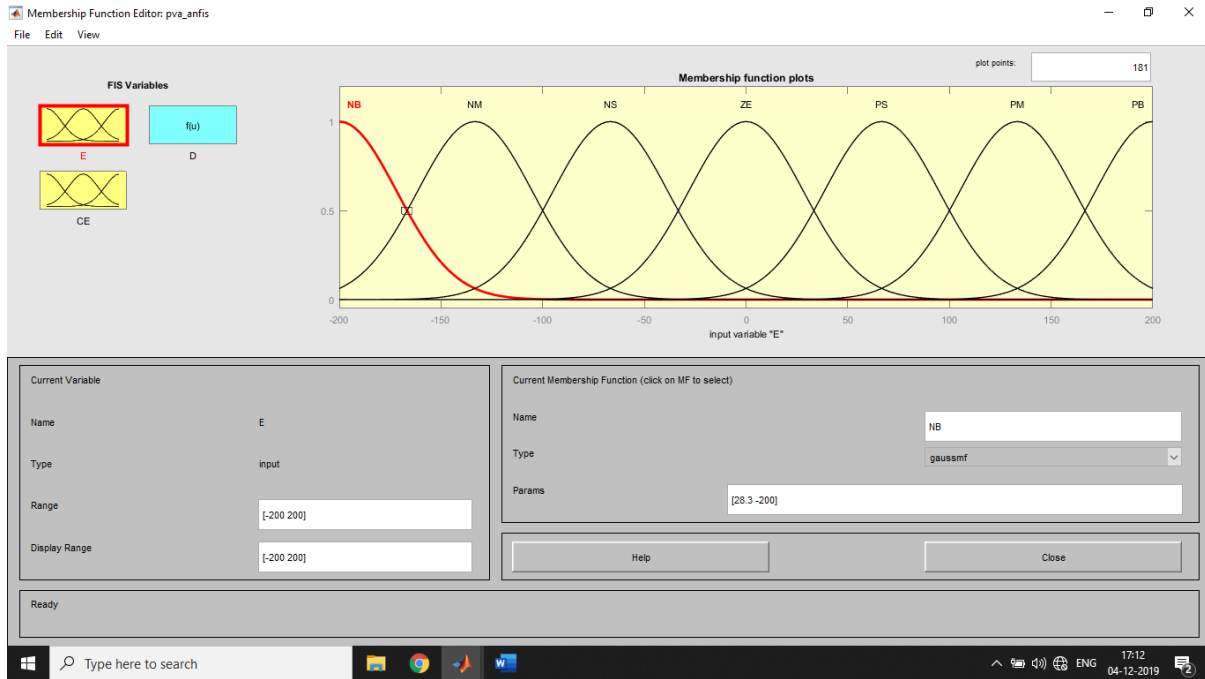 Membership Function Editor: pva_anfis
File Edit View
FIS Variables
f(u)
E
D
CE
plot points:
181
Membership function plots
NB NM NS ZE PS PM PB
1
0.5
0
-200 -150 -100 -50 0 50 100 150 200
input variable "E"
Current Variable
Name E
Type input
Range [-200 200]
Display Range [-200 200]
Current Membership Function (click on MF to select)
Name NB
Type gaussmf
Params [28.3 -200]
Help Close
Ready
Type here to search
ENG
17:12
04-12-2019
2